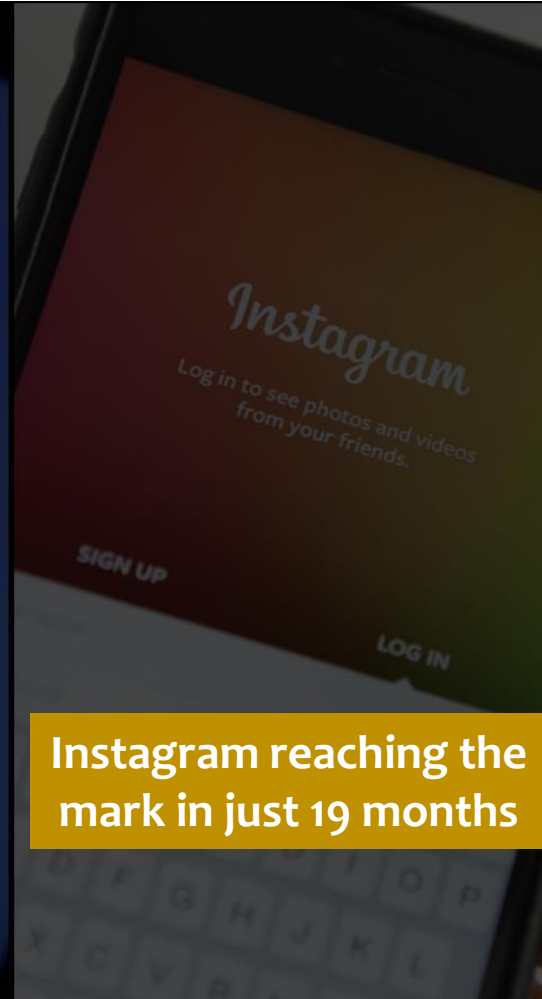 Instagram
Log in to see photos and videos
from your friends.
SIGN UP
LOG IN
Instagram reaching the
mark in just 19 months
O P
D F G H J K L
X C V B